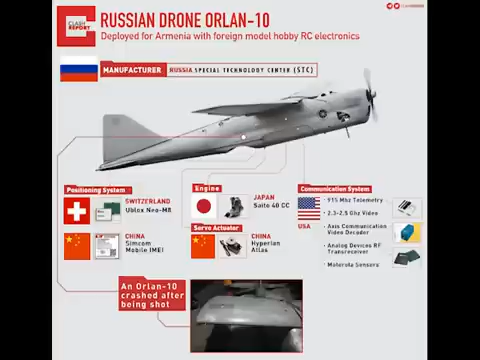 CLASH
REPORT
RUSSIAN DRONE ORLAN-10
Deployed for Armenia with foreign model hobby RC electronics
MANUFACTURER
RUSSIA SPECIAL TECHNOLOGY CENTER (STC)
Positioning System
SWITZERLAND
Ublox Neo-M8
CHINA
Simcom
Mobile IMEI
Engine
JAPAN
Saito 40 CC
Servo Actuator
CHINA
Hyperion
Atlas
Communication System
USA
915 Mhz Telemetry
2.3-2.5 Ghz Video
Axis Communication
Video Decoder
Analog Devices RF
Transreceiver
Motorola Sensors
An Orlan-10
crashed after
being shot